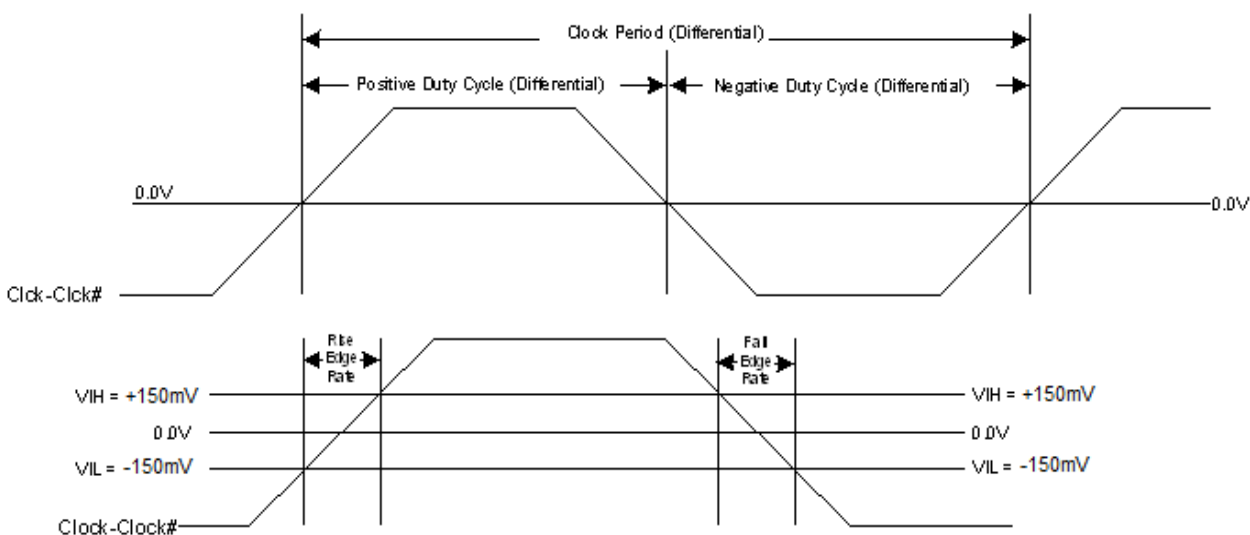 Clock Period (Differential)
Positive Duty Cycle (Differential)
Negative Duty Cycle (Differential)
0.0V
0.0V
Clck-Clck#
Rise
Edge
Rate
Fall
Edge
Rate
VIH = +150mV
VIH = +150mV
0.0V
0.0V
VIL = -150mV
VIL = -150mV
Clock-Clock#